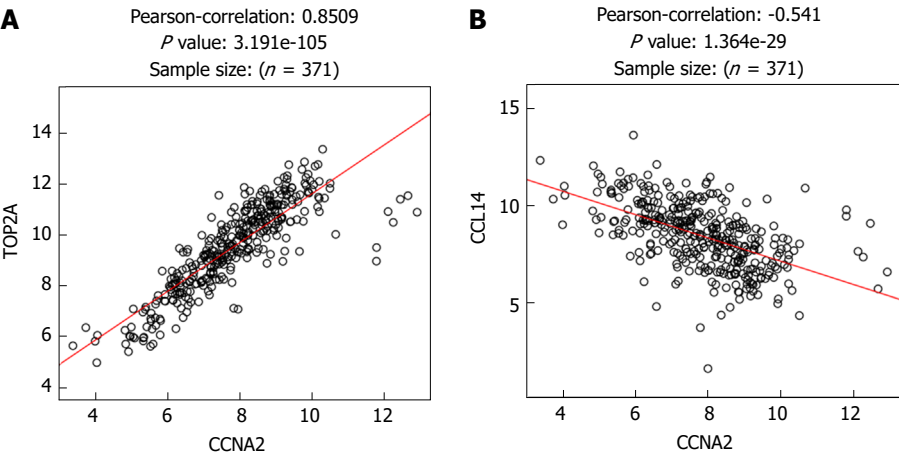 A
Pearson-correlation: 0.8509
P value: 3.191e-105
Sample size: (n = 371)
14
12
10
8
6
4
TOP2A
4 6 8 10 12
CCNA2
B
Pearson-correlation: -0.541
P value: 1.364e-29
Sample size: (n = 371)
15
10
5
CCL14
4 6 8 10 12
CCNA2